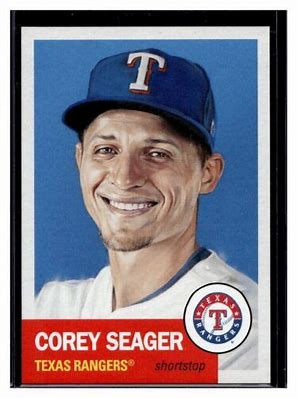 T
COREY SEAGER
TEXAS RANGERS®
shortstop
TEXAS
T
RANGERS